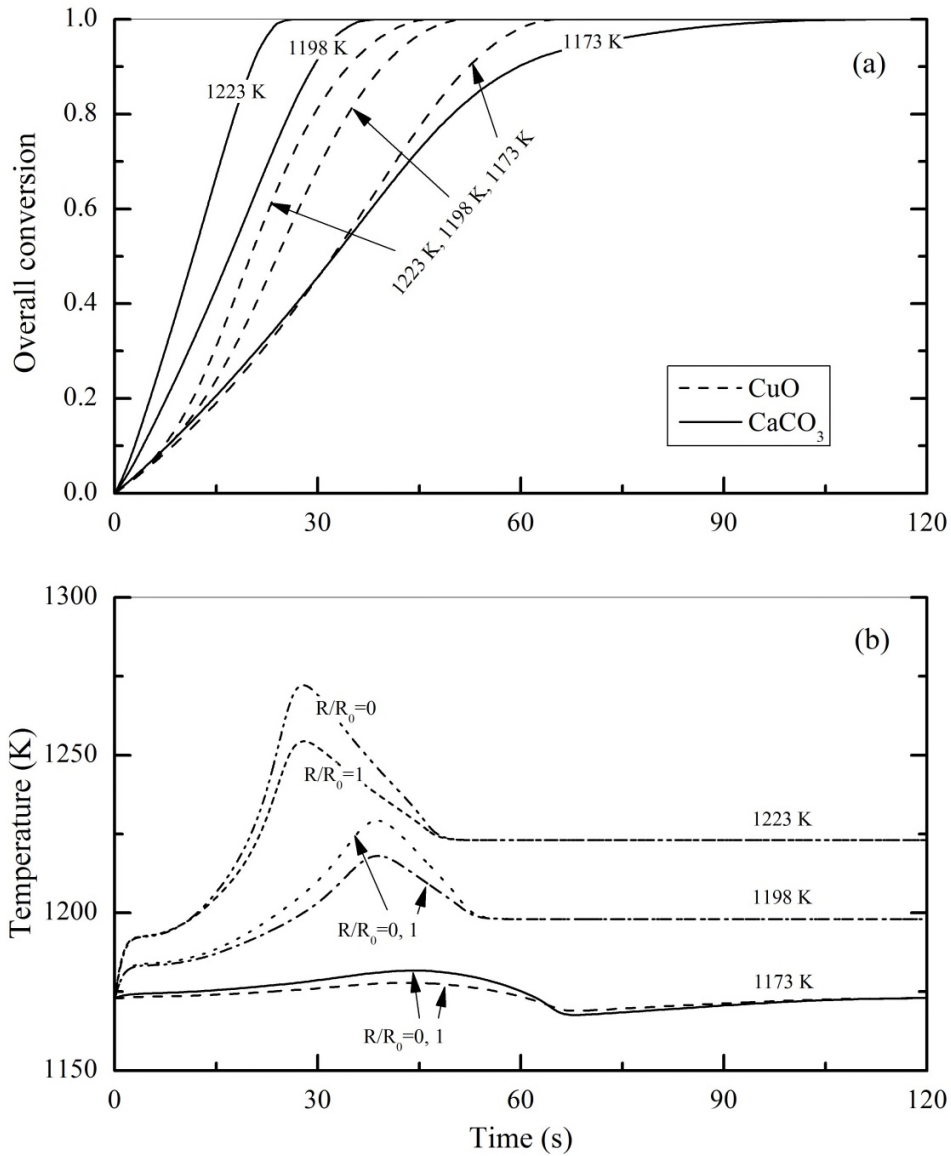 1.0
0.8
0.6
0.4
0.2
0.0
Overall conversion
(a)
1223 K
1198 K
1173 K
1223 K, 1198 K, 1173 K
CuO
CaCO₃
0
30
60
90
120
1300
1250
1200
1150
Temperature (K)
(b)
R/R₀=0
R/R₀=1
1223 K
R/R₀=0, 1
1198 K
1173 K
R/R₀=0, 1
0
30
60
90
120
Time (s)